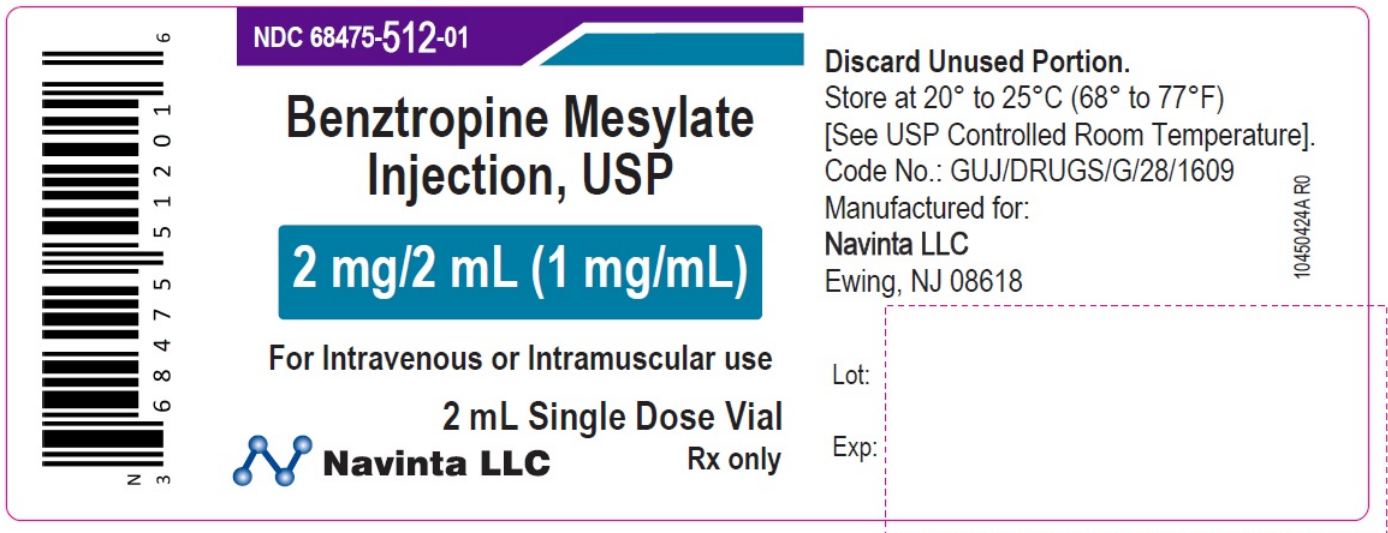 NDC 68475-512-01
Benztropine Mesylate
Injection, USP
2 mg/2 mL (1 mg/mL)
For Intravenous or Intramuscular use
2 mL Single Dose Vial
Navinta LLC
Rx only
Discard Unused Portion.
Store at 20° to 25°C (68° to 77°F)
[See USP Controlled Room Temperature].
Code No.: GUJ/DRUGS/G/28/1609
Manufactured for:
Navinta LLC
Ewing, NJ 08618
Lot:
Exp:
10450424A R0
N
3 68475 51201 6